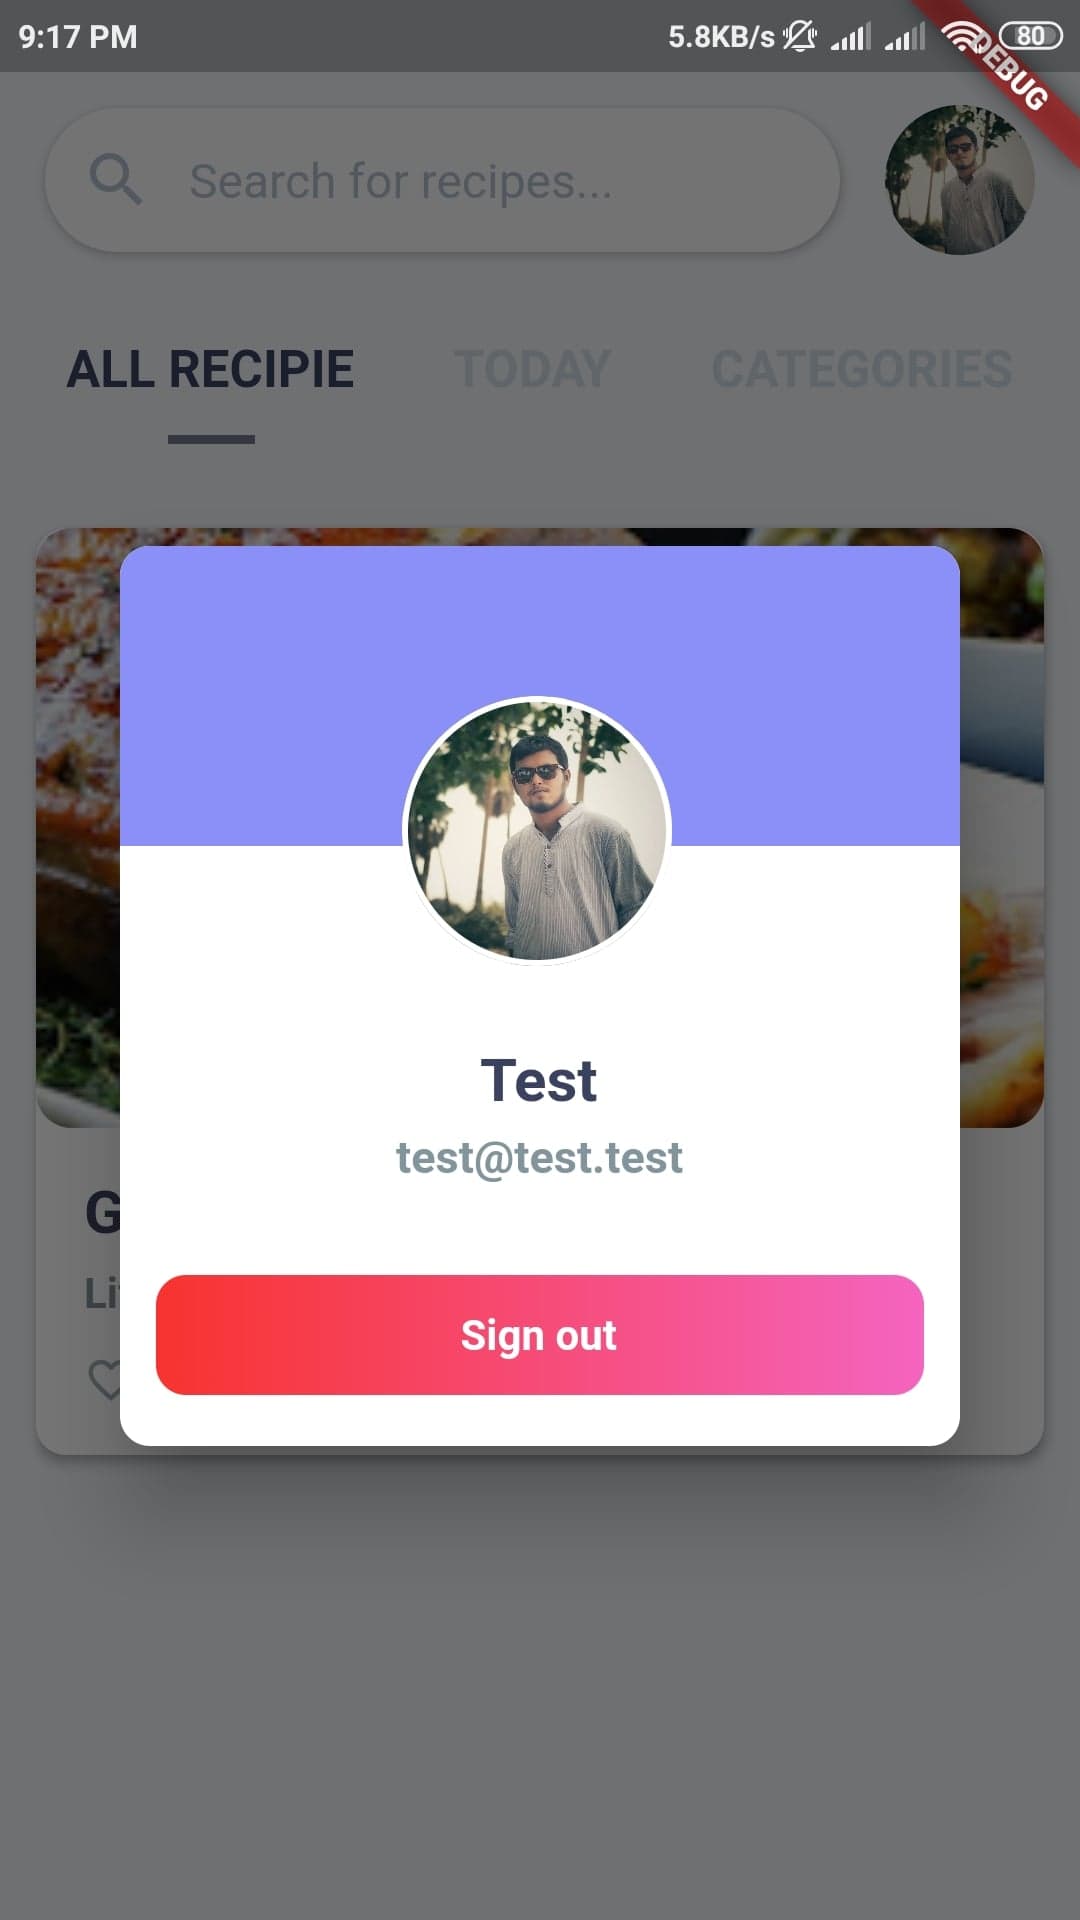 9:17 PM 5.8KB/s 80
DEBUG
Search for recipes...
ALL RECIPIE TODAY CATEGORIES
Test
test@test.test
G
Li
Sign out